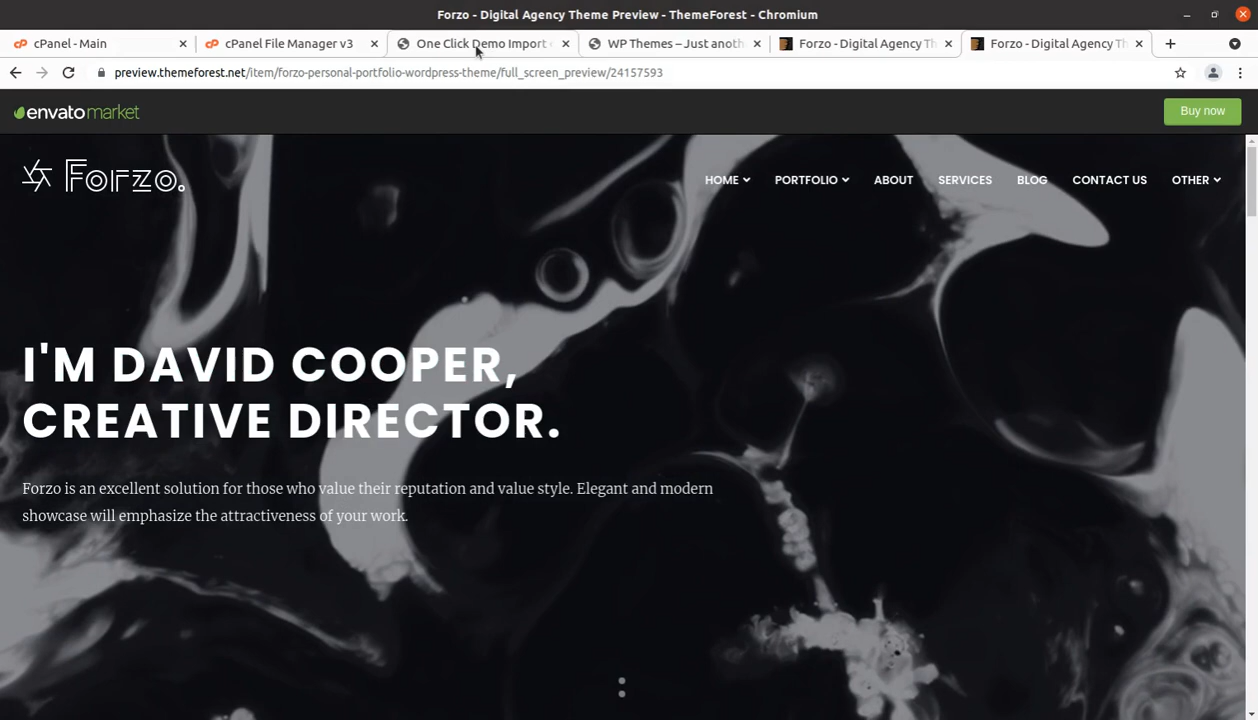 Forzo - Digital Agency Theme Preview - ThemeForest - Chromium
cPanel - Main
cPanel File Manager v3
One Click Demo Import
WP Themes – Just anoth
Forzo - Digital Agency Th
Forzo - Digital Agency Th
preview.themeforest.net/item/forzo-personal-portfolio-wordpress-theme/full_screen_preview/24157593
envato market
Buy now
Forzo.
HOME
PORTFOLIO
ABOUT
SERVICES
BLOG
CONTACT US
OTHER
I'M DAVID COOPER,
CREATIVE DIRECTOR.
Forzo is an excellent solution for those who value their reputation and value style. Elegant and modern
showcase will emphasize the attractiveness of your work.